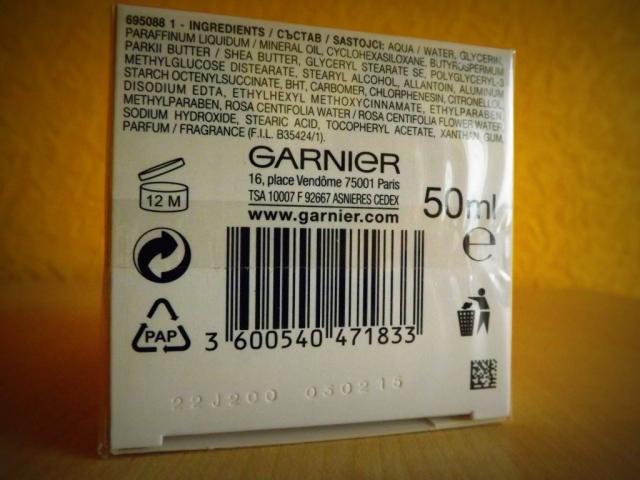 695088 1 - INGREDIENTS / СЪСТАВ / SASTOJCI: AQUA / WATER, GLYCERIN,
PARAFFINUM LIQUIDUM / MINERAL OIL, CYCLOHEXASILOXANE, BUTYROSPERMUM
PARKII BUTTER / SHEA BUTTER, GLYCERYL STEARATE SE, POLYGLYCERYL-3
METHYLGLUCOSE DISTEARATE, STEARYL ALCOHOL, ALLANTOIN, ALUMINUM
STARCH OCTENYLSUCCINATE, BHT, CARBOMER, CHLORPHENESIN, CITRONELLOL,
DISODIUM EDTA, ETHYLHEXYL METHOXYCINNAMATE, ETHYLPARABEN,
METHYLPARABEN, ROSA CENTIFOLIA WATER / ROSA CENTIFOLIA FLOWER WATER,
SODIUM HYDROXIDE, STEARIC ACID, TOCOPHERYL ACETATE, XANTHAN GUM,
PARFUM / FRAGRANCE (F.I.L. B35424/1).
GARNIER
16, place Vendôme 75001 Paris
TSA 10007 F 92667 ASNIERES CEDEX
www.garnier.com
12 M
50ml
e
PAP
3 600540 471833
22J200 030215